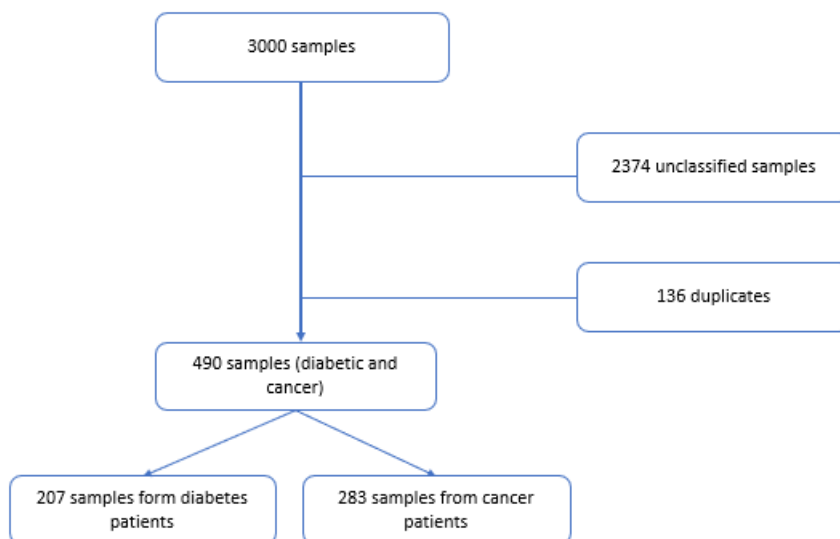 3000 samples
2374 unclassified samples
136 duplicates
490 samples (diabetic and
cancer)
207 samples form diabetes
patients
283 samples from cancer
patients